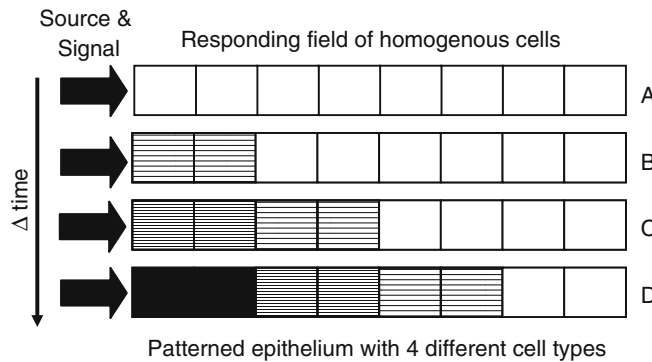 Source &
Signal
Responding field of homogenous cells
A
B
C
D
Δ time
Patterned epithelium with 4 different cell types